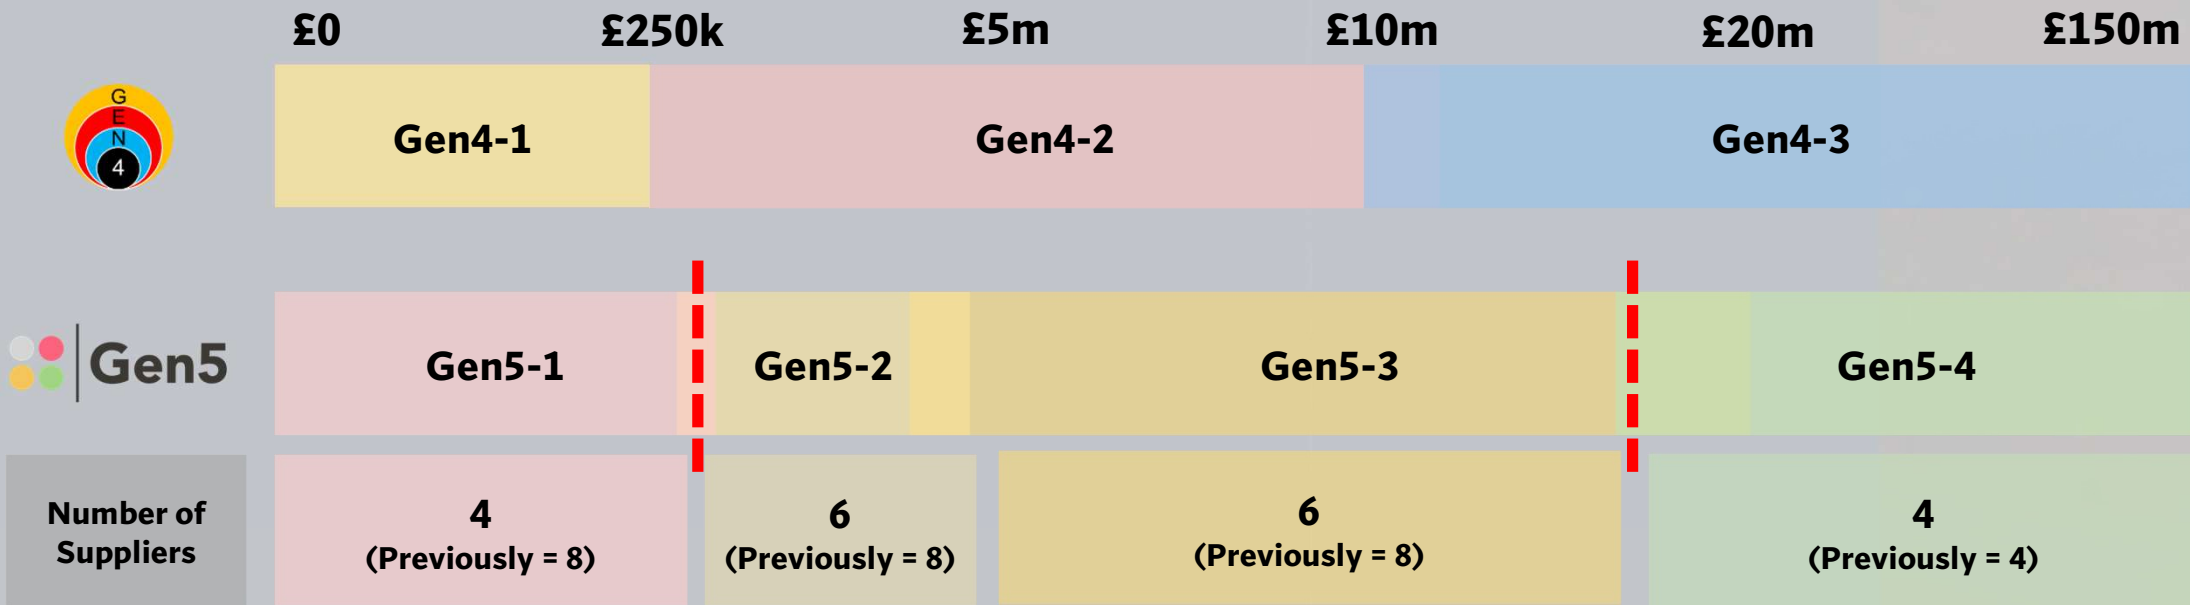 £0 £250k £5m £10m £20m £150m
G
E
N
4
Gen4-1 Gen4-2 Gen4-3
Gen5
Gen5-1 Gen5-2 Gen5-3 Gen5-4
Number of
Suppliers
4
(Previously = 8)
6
(Previously = 8)
6
(Previously = 8)
4
(Previously = 4)